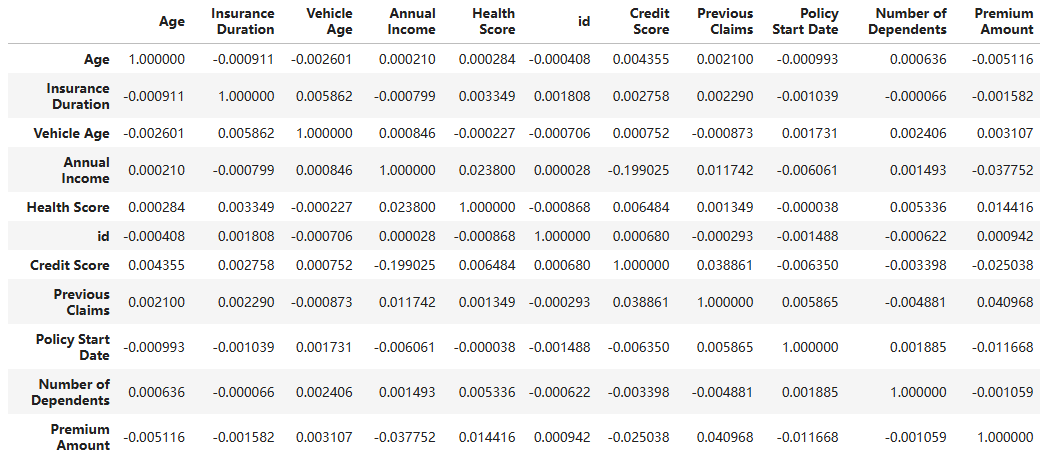 Age Insurance Duration Vehicle Age Annual Income Health Score id Credit Score Previous Claims Policy Start Date Number of Dependents Premium Amount
Age 1.000000 -0.000911 -0.002601 0.000210 0.000284 -0.000408 0.004355 0.002100 -0.000993 0.000636 -0.005116
Insurance Duration -0.000911 1.000000 0.005862 -0.000799 0.003349 0.001808 0.002758 0.002290 -0.001039 -0.000066 -0.001582
Vehicle Age -0.002601 0.005862 1.000000 0.000846 -0.000227 -0.000706 0.000752 -0.000873 0.001731 0.002406 0.003107
Annual Income 0.000210 -0.000799 0.000846 1.000000 0.023800 0.000028 -0.199025 0.011742 -0.006061 0.001493 -0.037752
Health Score 0.000284 0.003349 -0.000227 0.023800 1.000000 -0.000868 0.006484 0.001349 -0.000038 0.005336 0.014416
id -0.000408 0.001808 -0.000706 0.000028 -0.000868 1.000000 0.000680 -0.000293 -0.001488 -0.000622 0.000942
Credit Score 0.004355 0.002758 0.000752 -0.199025 0.006484 0.000680 1.000000 0.038861 -0.006350 -0.003398 -0.025038
Previous Claims 0.002100 0.002290 -0.000873 0.011742 0.001349 -0.000293 0.038861 1.000000 0.005865 -0.004881 0.040968
Policy Start Date -0.000993 -0.001039 0.001731 -0.006061 -0.000038 -0.001488 -0.006350 0.005865 1.000000 0.001885 -0.011668
Number of Dependents 0.000636 -0.000066 0.002406 0.001493 0.005336 -0.000622 -0.003398 -0.004881 0.001885 1.000000 -0.001059
Premium Amount -0.005116 -0.001582 0.003107 -0.037752 0.014416 0.000942 -0.025038 0.040968 -0.011668 -0.001059 1.000000